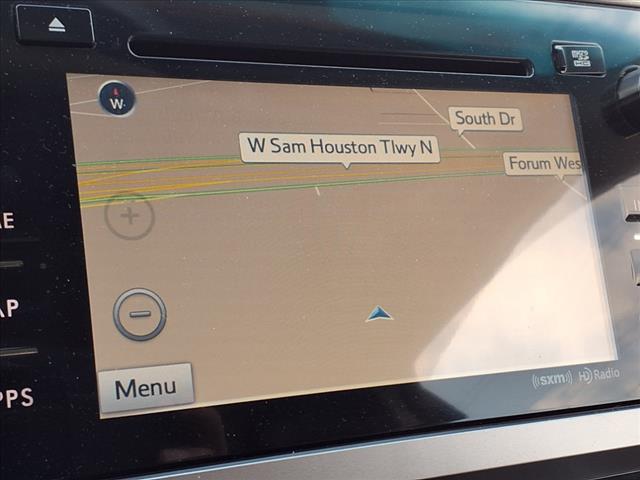 W
South Dr
W Sam Houston Tlwy N
Forum Wes
AP
PPS
Menu
((sxm)) HD Radio